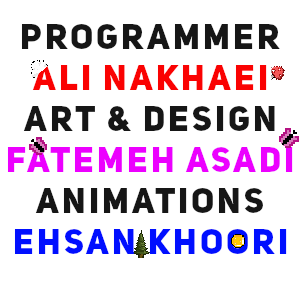 PROGRAMMER
ALI NAKHAEI
ART & DESIGN
FATEMEH ASADI
ANIMATIONS
EHSAN KHOORI